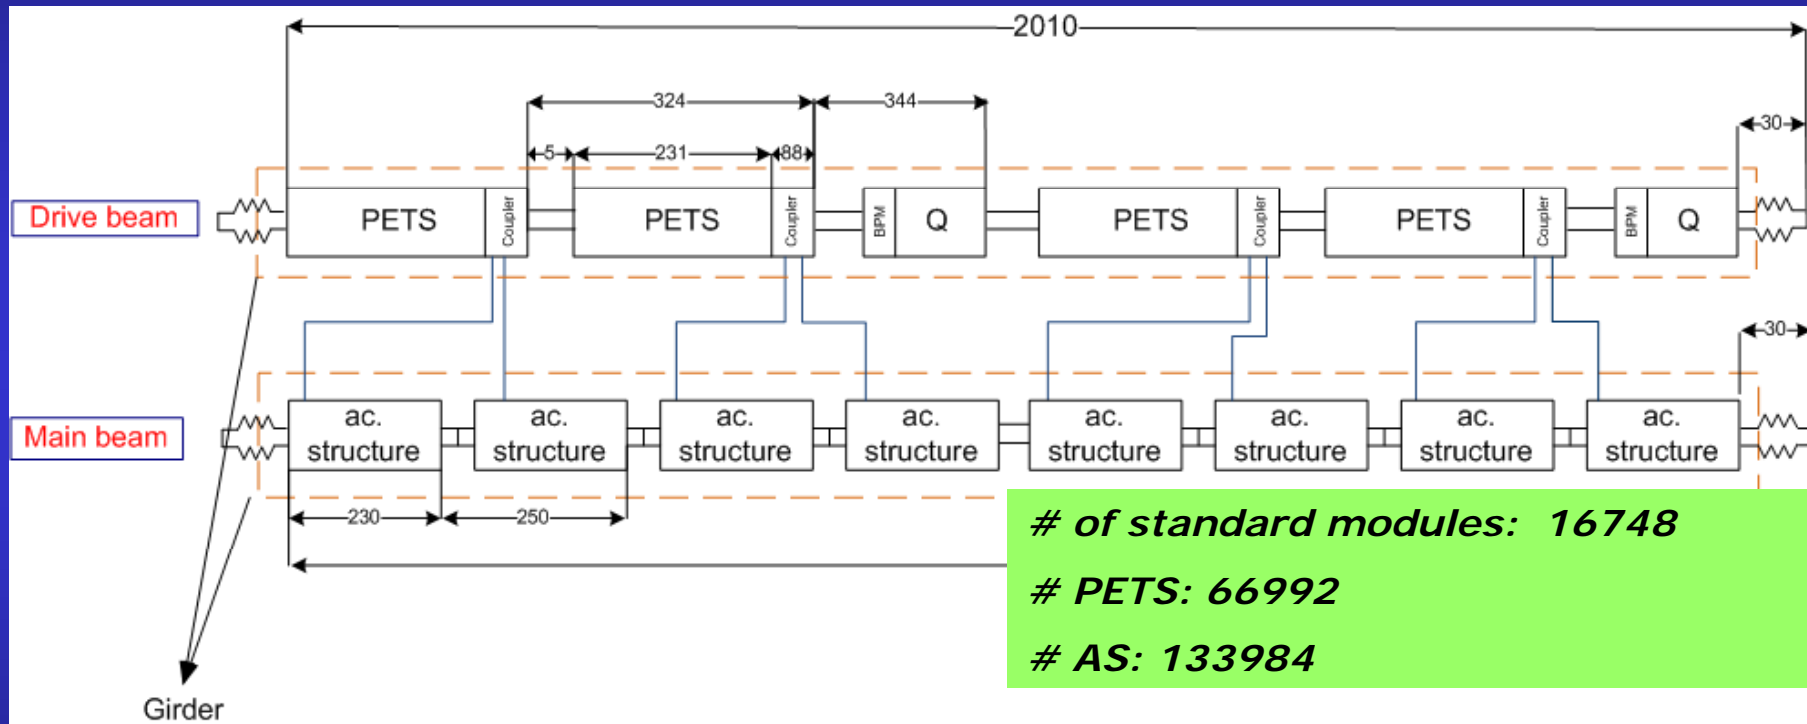 2010
324
344
30
5
231
88
Drive beam
PETS
Coupler
PETS
Coupler
BPM
Q
PETS
Coupler
PETS
Coupler
BPM
Q
30
Main beam
ac.
structure
ac.
structure
ac.
structure
ac.
structure
ac.
structure
ac.
structure
ac.
structure
ac.
structure
230
250
# of standard modules: 16748
# PETS: 66992
# AS: 133984
Girder